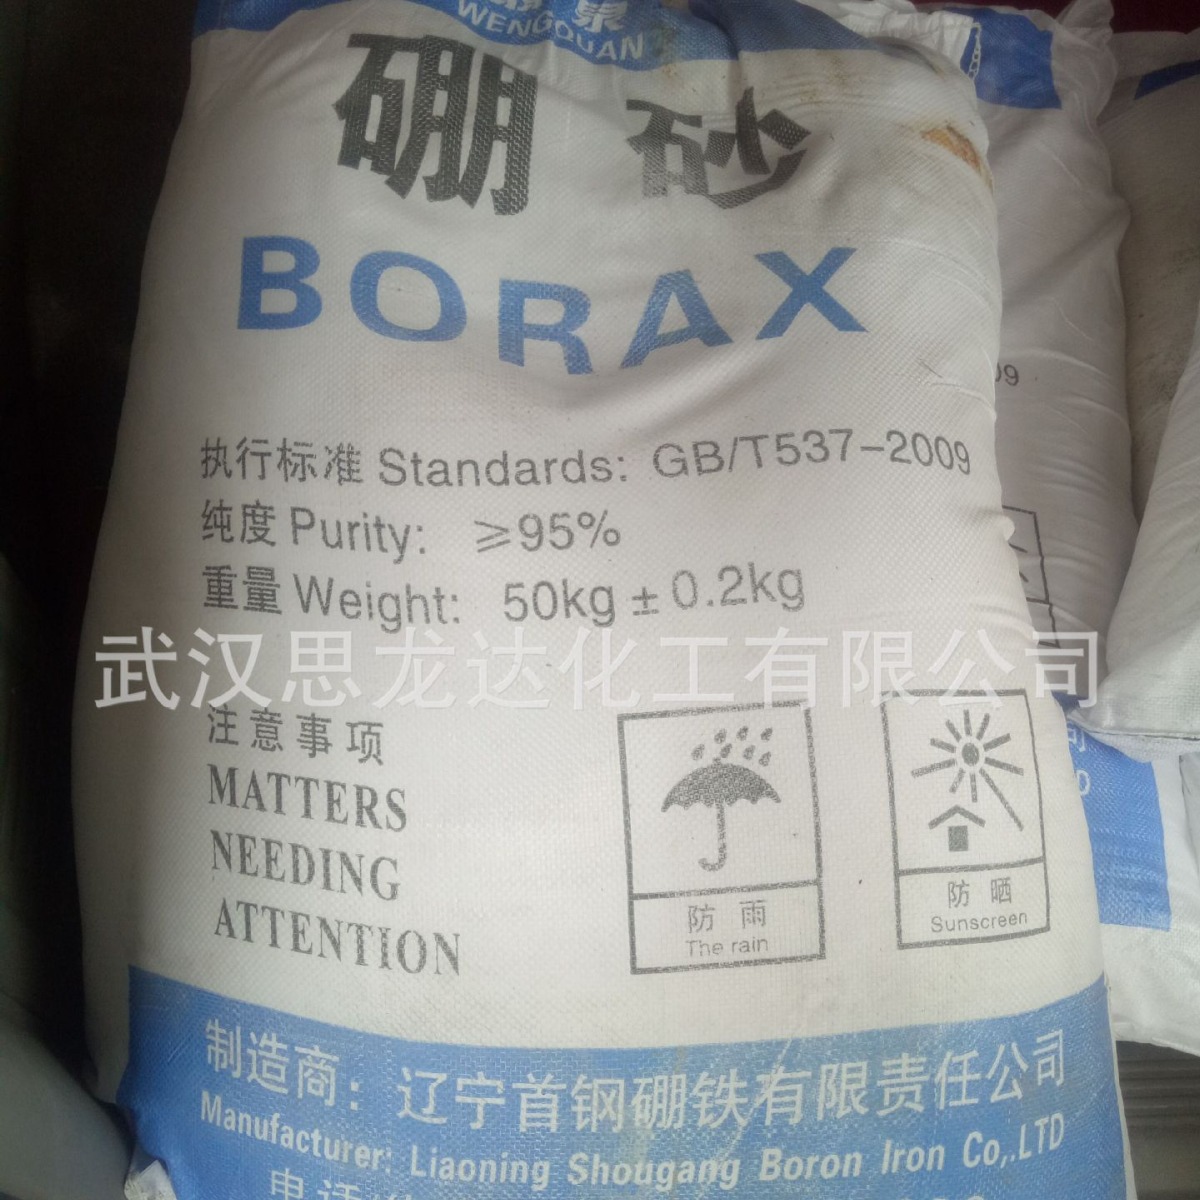 WENGQUAN
硼砂
BORAX
执行标准 Standards: GB/T537-2009
纯度 Purity: ≥95%
重量 Weight: 50kg ± 0.2kg
武汉思龙达化工有限公司
注意事项
MATTERS
NEEDING
ATTENTION
防雨
The rain
防晒
Sunscreen
制造商：辽宁首钢硼铁有限责任公司
Manufacturer: Liaoning Shougang Boron Iron Co,.LTD